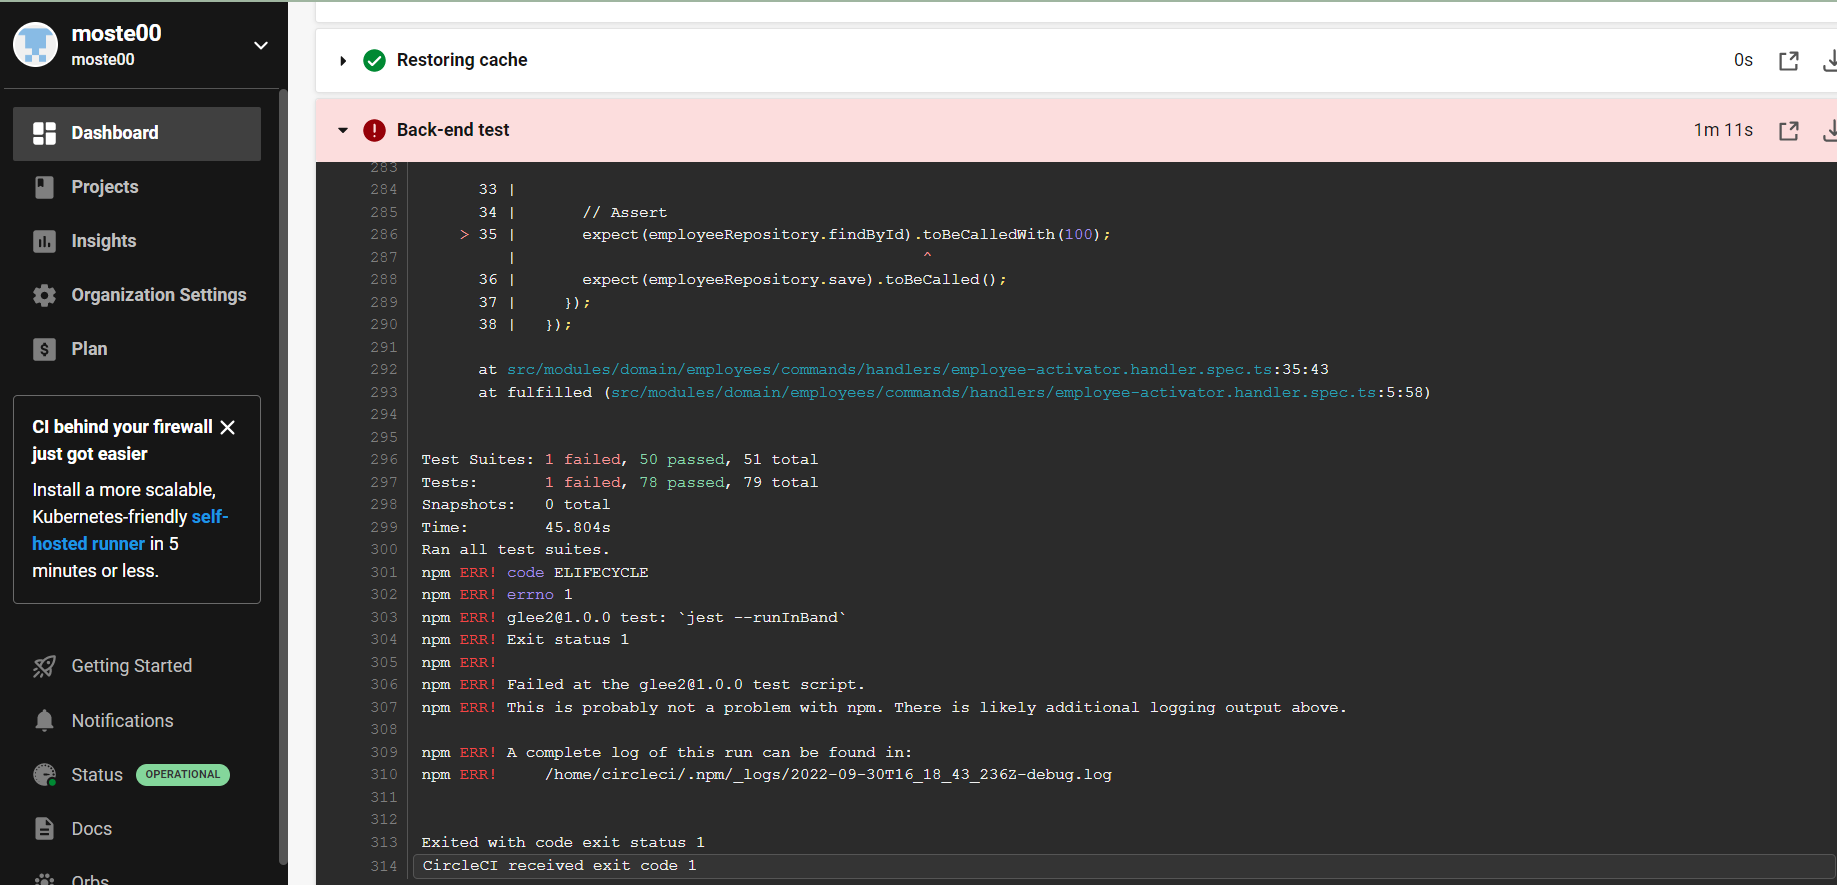 moste00
moste00
Dashboard
Projects
Insights
Organization Settings
Plan
CI behind your firewall
just got easier
Install a more scalable,
Kubernetes-friendly self-
hosted runner in 5
minutes or less.
Getting Started
Notifications
Status OPERATIONAL
Docs
Orbs
Restoring cache 0s
Back-end test 1m 11s
283
284 33 |
285 34 | // Assert
286 > 35 | expect(employeeRepository.findById).toBeCalledWith(100);
287 | ^
288 36 | expect(employeeRepository.save).toBeCalled();
289 37 | });
290 38 | });
291
292 at src/modules/domain/employees/commands/handlers/employee-activator.handler.spec.ts:35:43
293 at fulfilled (src/modules/domain/employees/commands/handlers/employee-activator.handler.spec.ts:5:58)
294
295
296 Test Suites: 1 failed, 50 passed, 51 total
297 Tests: 1 failed, 78 passed, 79 total
298 Snapshots: 0 total
299 Time: 45.804s
300 Ran all test suites.
301 npm ERR! code ELIFECYCLE
302 npm ERR! errno 1
303 npm ERR! glee2@1.0.0 test: `jest --runInBand`
304 npm ERR! Exit status 1
305 npm ERR!
306 npm ERR! Failed at the glee2@1.0.0 test script.
307 npm ERR! This is probably not a problem with npm. There is likely additional logging output above.
308
309 npm ERR! A complete log of this run can be found in:
310 npm ERR! /home/circleci/.npm/_logs/2022-09-30T16_18_43_236Z-debug.log
311
312
313 Exited with code exit status 1
314 CircleCI received exit code 1